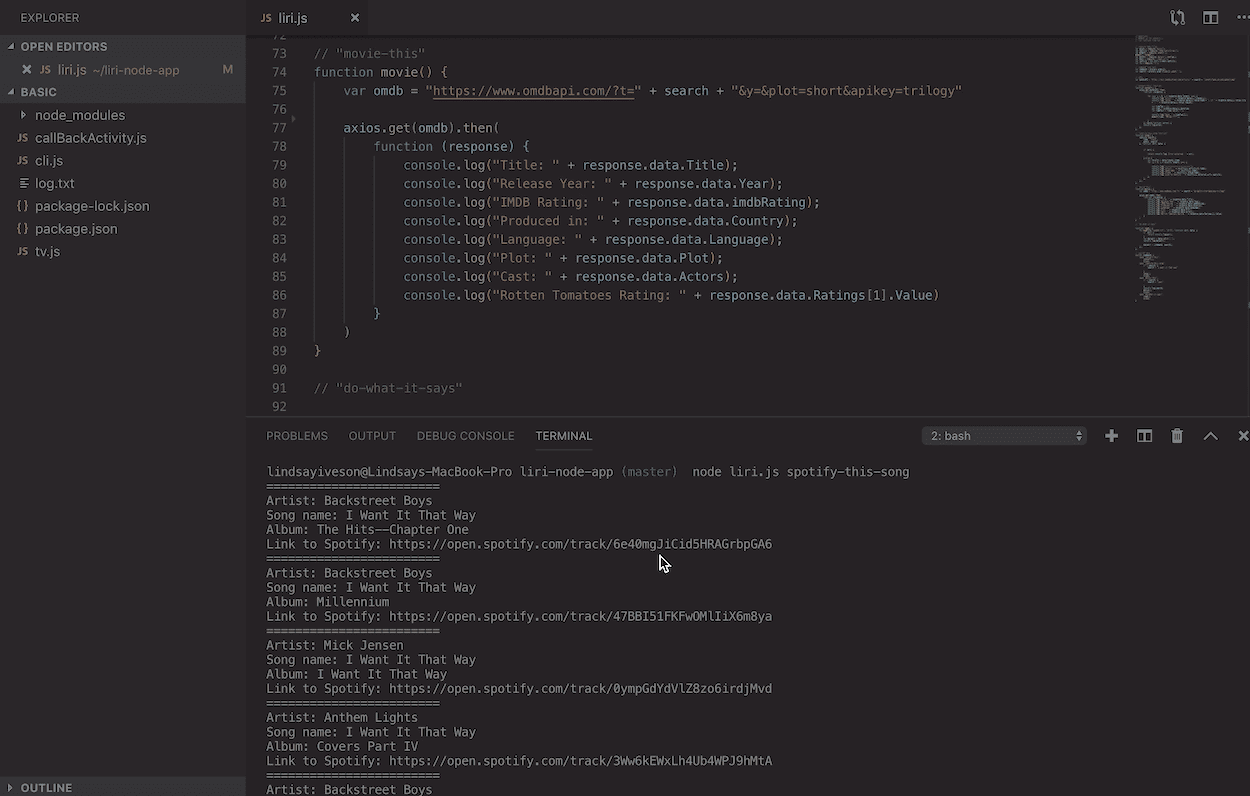 EXPLORER
OPEN EDITORS
JS liri.js ~/liri-node-app M
BASIC
node_modules
JS callBackActivity.js
JS cli.js
log.txt
{} package-lock.json
{} package.json
JS tv.js
OUTLINE
JS liri.js
72
73 // "movie-this"
74 function movie() {
75 var omdb = "https://www.omdbapi.com/?t=" + search + "&y=&plot=short&apikey=trilogy"
76
77 axios.get(omdb).then(
78 function (response) {
79 console.log("Title: " + response.data.Title);
80 console.log("Release Year: " + response.data.Year);
81 console.log("IMDB Rating: " + response.data.imdbRating);
82 console.log("Produced in: " + response.data.Country);
83 console.log("Language: " + response.data.Language);
84 console.log("Plot: " + response.data.Plot);
85 console.log("Cast: " + response.data.Actors);
86 console.log("Rotten Tomatoes Rating: " + response.data.Ratings[1].Value)
87 }
88 )
89 }
90
91 // "do-what-it-says"
92
PROBLEMS OUTPUT DEBUG CONSOLE TERMINAL 2: bash
lindsayiveson@Lindsays-MacBook-Pro liri-node-app (master) node liri.js spotify-this-song
========================
Artist: Backstreet Boys
Song name: I Want It That Way
Album: The Hits--Chapter One
Link to Spotify: https://open.spotify.com/track/6e40mgJiCid5HRAGrbpGA6
========================
Artist: Backstreet Boys
Song name: I Want It That Way
Album: Millennium
Link to Spotify: https://open.spotify.com/track/47BBI51FKFwOMlIiX6m8ya
========================
Artist: Mick Jensen
Song name: I Want It That Way
Album: I Want It That Way
Link to Spotify: https://open.spotify.com/track/0ympGdYdVlZ8zo6irdjMvd
========================
Artist: Anthem Lights
Song name: I Want It That Way
Album: Covers Part IV
Link to Spotify: https://open.spotify.com/track/3Ww6kEWxLh4Ub4WPJ9hMtA
========================
Artist: Backstreet Boys